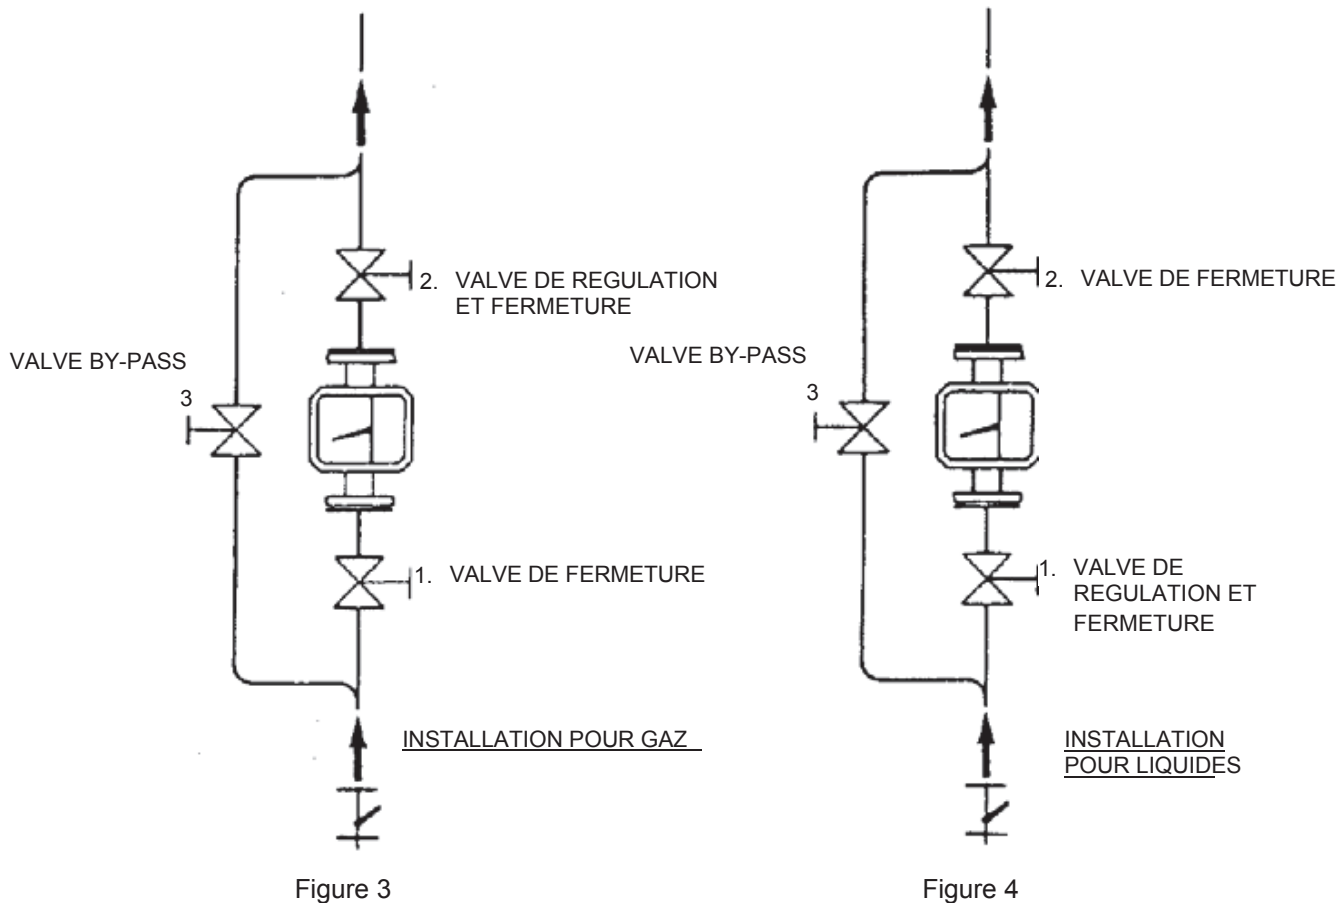 2. VALVE DE REGULATION
ET FERMETURE
VALVE BY-PASS
3
1. VALVE DE FERMETURE
INSTALLATION POUR GAZ
Figure 3
2. VALVE DE FERMETURE
VALVE BY-PASS
3
1. VALVE DE
REGULATION ET
FERMETURE
INSTALLATION
POUR LIQUIDES
Figure 4